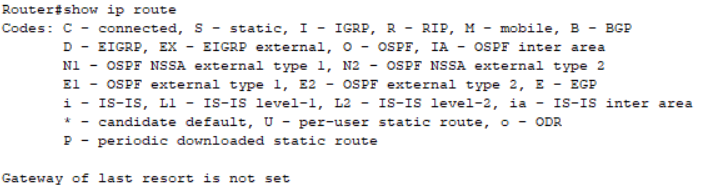 Router#show ip route
Codes: C - connected, S - static, I - IGRP, R - RIP, M - mobile, B - BGP
D - EIGRP, EX - EIGRP external, O - OSPF, IA - OSPF inter area
N1 - OSPF NSSA external type 1, N2 - OSPF NSSA external type 2
E1 - OSPF external type 1, E2 - OSPF external type 2, E - EGP
i - IS-IS, L1 - IS-IS level-1, L2 - IS-IS level-2, ia - IS-IS inter area
* - candidate default, U - per-user static route, o - ODR
P - periodic downloaded static route
Gateway of last resort is not set